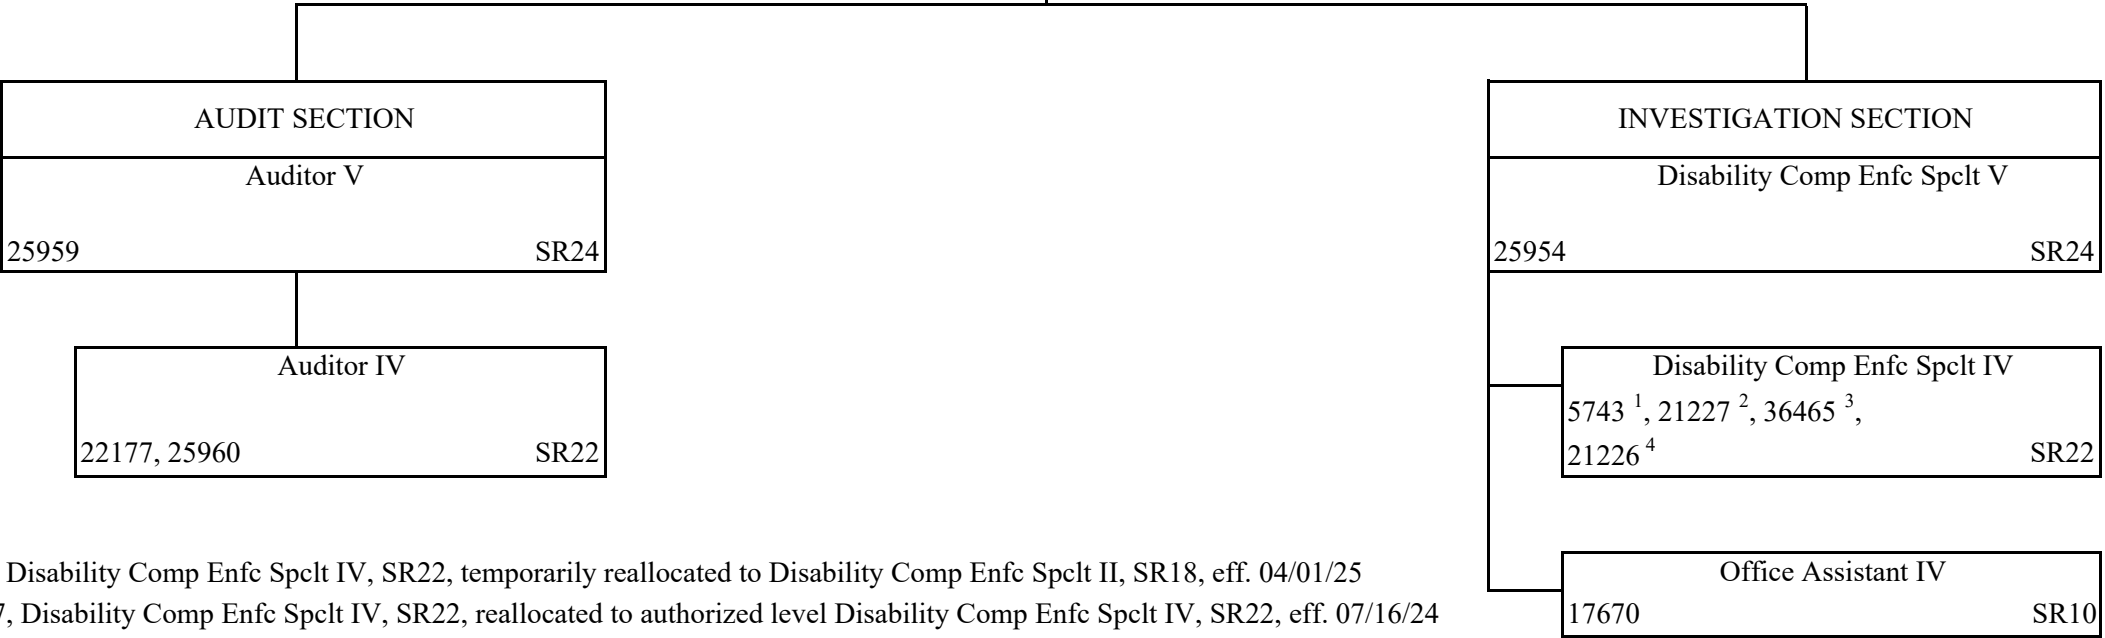 AUDIT SECTION
Auditor V
25959 SR24
Auditor IV
22177, 25960 SR22
INVESTIGATION SECTION
Disability Comp Enfc Spclt V
25954 SR24
Disability Comp Enfc Spclt IV
5743 ¹, 21227 ², 36465 ³,
21226 ⁴ SR22
Office Assistant IV
17670 SR10
Disability Comp Enfc Spclt IV, SR22, temporarily reallocated to Disability Comp Enfc Spclt II, SR18, eff. 04/01/25
, Disability Comp Enfc Spclt IV, SR22, reallocated to authorized level Disability Comp Enfc Spclt IV, SR22, eff. 07/16/24